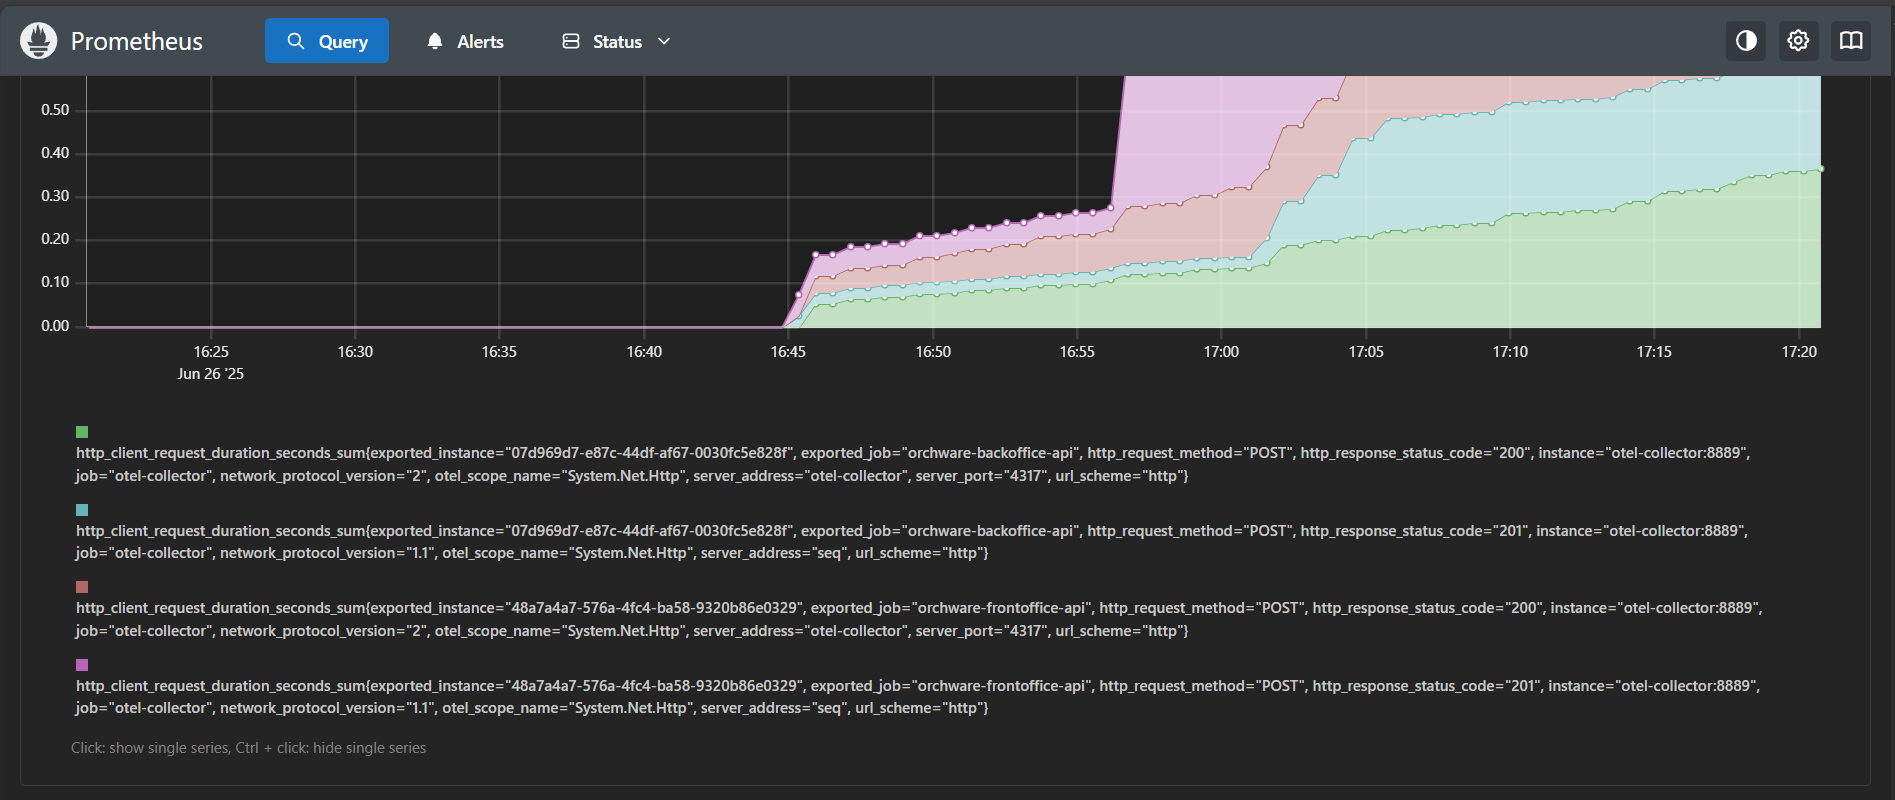 Prometheus
Query
Alerts
Status
0.50
0.40
0.30
0.20
0.10
0.00
16:25
16:30
16:35
16:40
16:45
16:50
16:55
17:00
17:05
17:10
17:15
17:20
Jun 26 '25
http_client_request_duration_seconds_sum{exported_instance="07d969d7-e87c-44df-af67-0030fc5e828f", exported_job="orchware-backoffice-api", http_request_method="POST", http_response_status_code="200", instance="otel-collector:8889",
job="otel-collector", network_protocol_version="2", otel_scope_name="System.Net.Http", server_address="otel-collector", server_port="4317", url_scheme="http"}
http_client_request_duration_seconds_sum{exported_instance="07d969d7-e87c-44df-af67-0030fc5e828f", exported_job="orchware-backoffice-api", http_request_method="POST", http_response_status_code="201", instance="otel-collector:8889",
job="otel-collector", network_protocol_version="1.1", otel_scope_name="System.Net.Http", server_address="seq", url_scheme="http"}
http_client_request_duration_seconds_sum{exported_instance="48a7a4a7-576a-4fc4-ba58-9320b86e0329", exported_job="orchware-frontoffice-api", http_request_method="POST", http_response_status_code="200", instance="otel-collector:8889",
job="otel-collector", network_protocol_version="2", otel_scope_name="System.Net.Http", server_address="otel-collector", server_port="4317", url_scheme="http"}
http_client_request_duration_seconds_sum{exported_instance="48a7a4a7-576a-4fc4-ba58-9320b86e0329", exported_job="orchware-frontoffice-api", http_request_method="POST", http_response_status_code="201", instance="otel-collector:8889",
job="otel-collector", network_protocol_version="1.1", otel_scope_name="System.Net.Http", server_address="seq", url_scheme="http"}
Click: show single series, Ctrl + click: hide single series